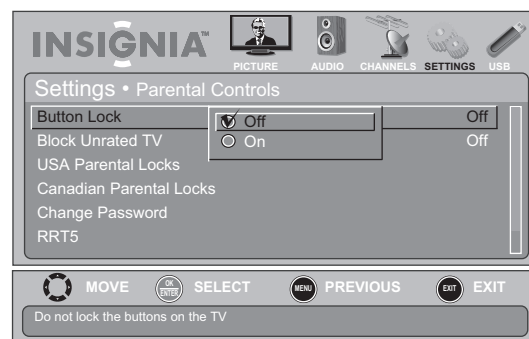 INSIGNIA™
PICTURE AUDIO CHANNELS SETTINGS USB
Settings • Parental Controls
Button Lock Off Off
Block Unrated TV On Off
USA Parental Locks
Canadian Parental Locks
Change Password
RRT5
MOVE OK ENTER SELECT MENU PREVIOUS EXIT EXIT
Do not lock the buttons on the TV